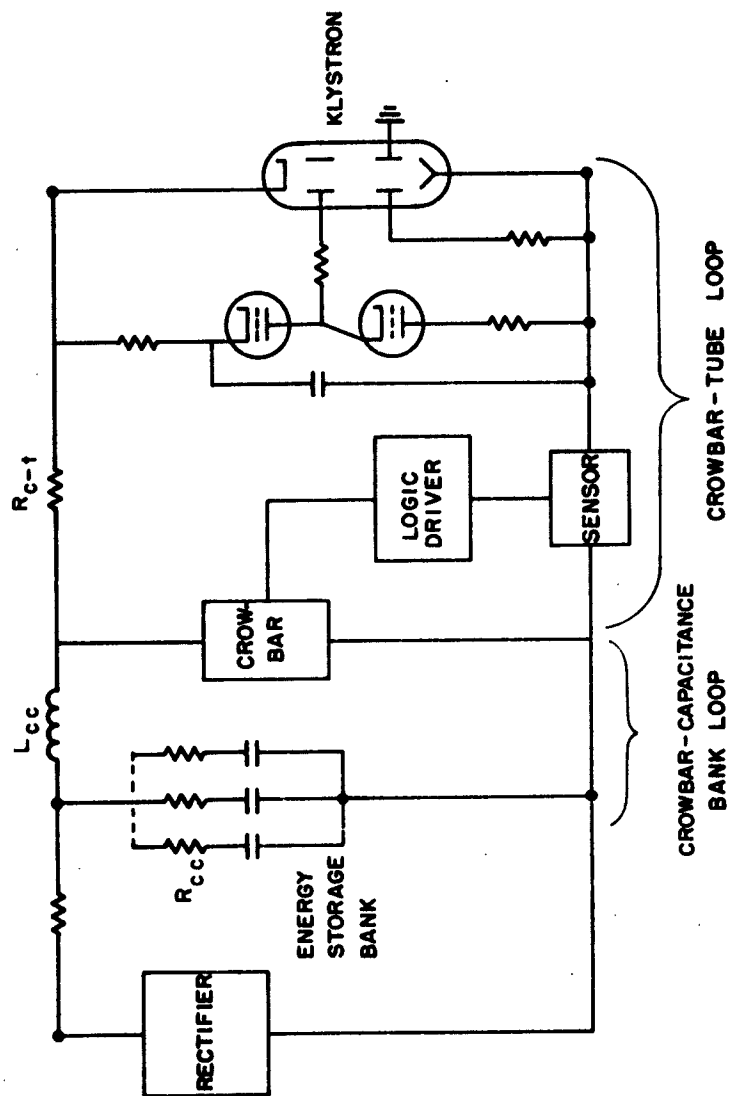 RECTIFIER
R CC
ENERGY
STORAGE
BANK
L CC
CROW-
BAR
R C-t
LOGIC
DRIVER
SENSOR
KLYSTRON
CROWBAR-CAPACITANCE
BANK LOOP
CROWBAR-TUBE LOOP